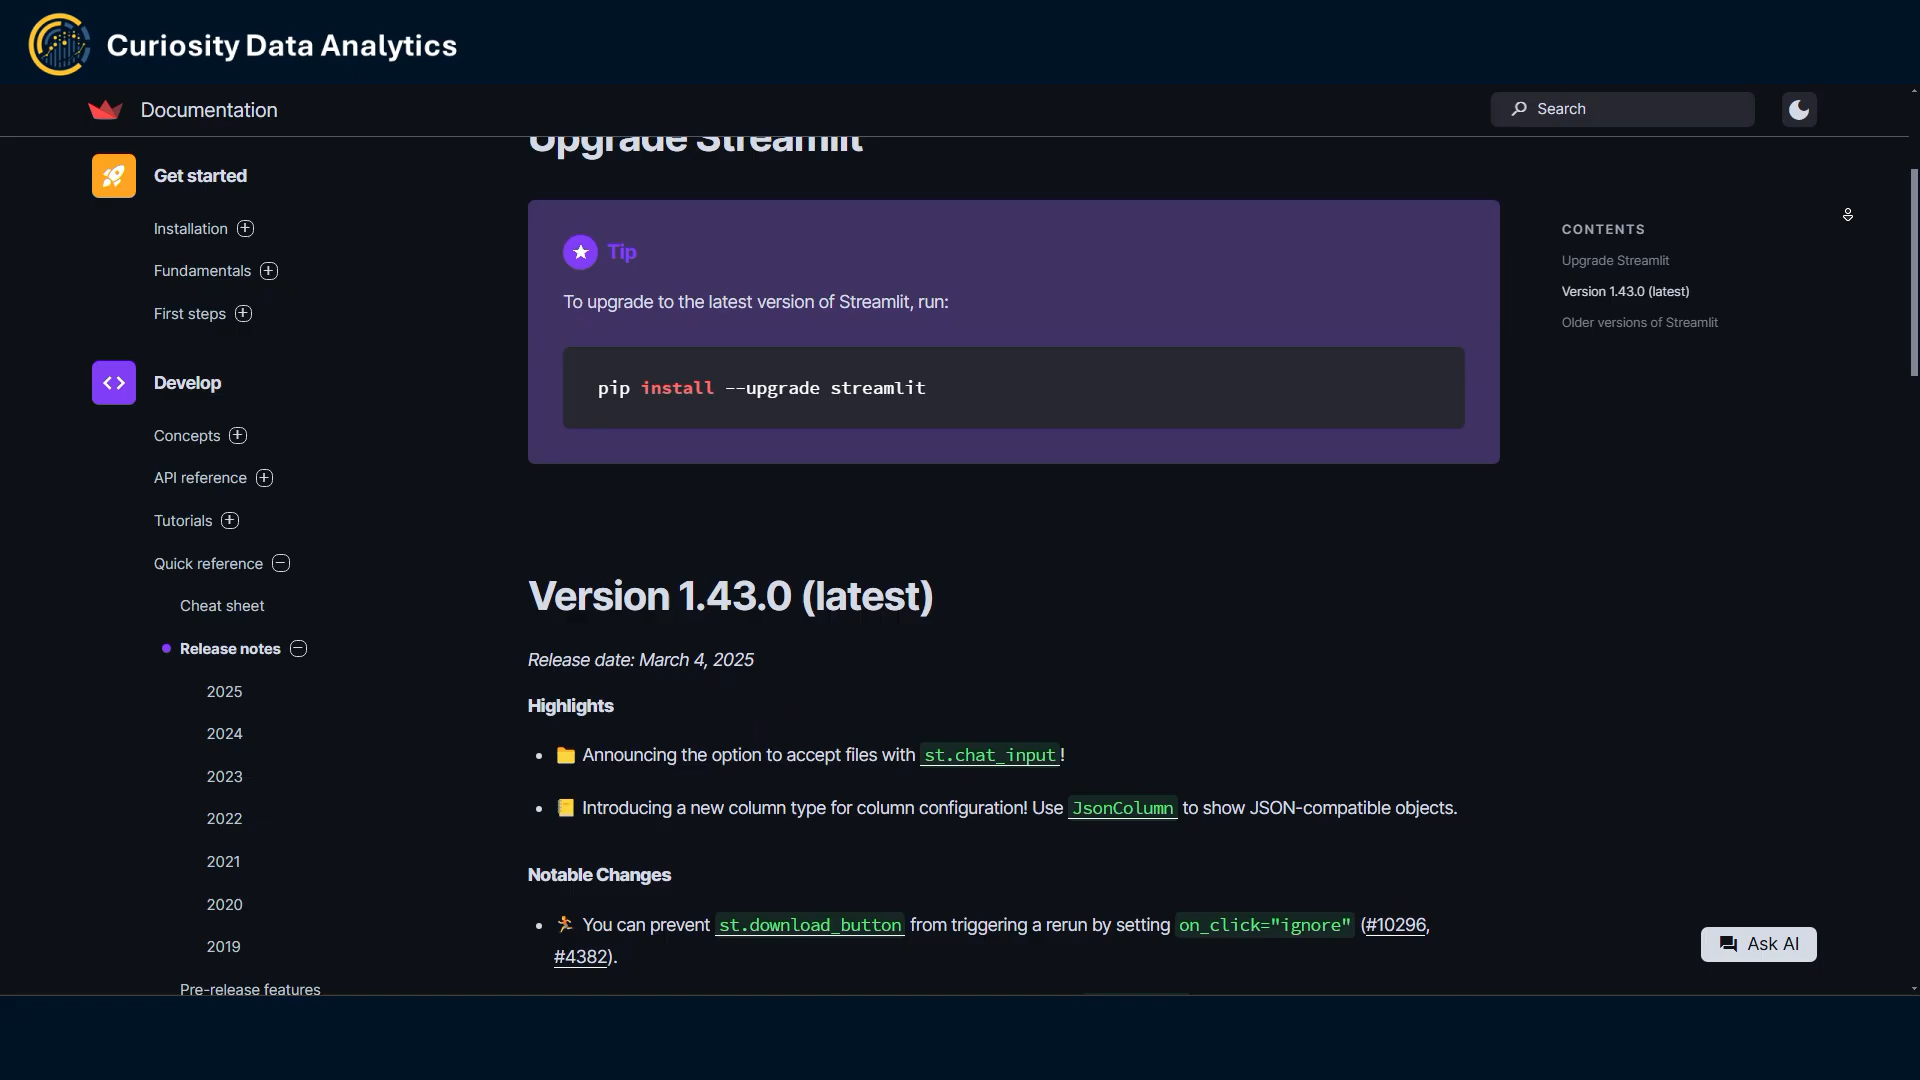 Curiosity Data Analytics
Documentation
Search
Get started
Installation
Fundamentals
First steps
Develop
Concepts
API reference
Tutorials
Quick reference
Cheat sheet
Release notes
2025
2024
2023
2022
2021
2020
2019
Pre-release features
Upgrade Streamlit
Tip
To upgrade to the latest version of Streamlit, run:
pip install --upgrade streamlit
Version 1.43.0 (latest)
Release date: March 4, 2025
Highlights
• 📁 Announcing the option to accept files with st.chat_input!
• 📒 Introducing a new column type for column configuration! Use JsonColumn to show JSON-compatible objects.
Notable Changes
• 🏃 You can prevent st.download_button from triggering a rerun by setting on_click="ignore" (#10296,
#4382).
CONTENTS
Upgrade Streamlit
Version 1.43.0 (latest)
Older versions of Streamlit
Ask AI